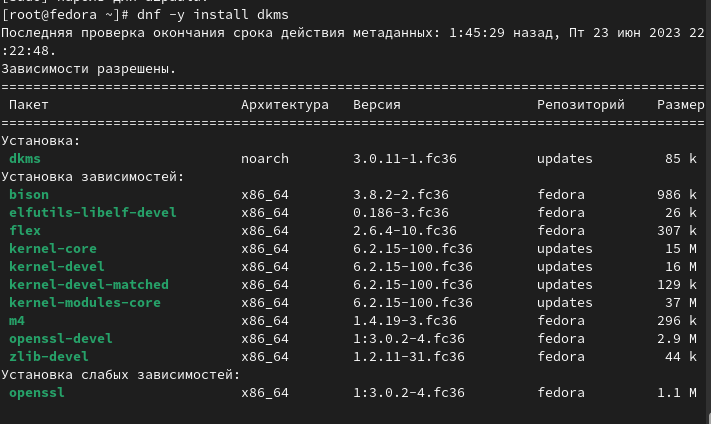 [root@fedora ~]# dnf -y install dkms
Последняя проверка окончания срока действия метаданных: 1:45:29 назад, Пт 23 июн 2023 22
:22:48.
Зависимости разрешены.
================================================================================
Пакет Архитектура Версия Репозиторий Размер
================================================================================
Установка:
dkms noarch 3.0.11-1.fc36 updates 85 k
Установка зависимостей:
bison x86_64 3.8.2-2.fc36 fedora 986 k
elfutils-libelf-devel x86_64 0.186-3.fc36 fedora 26 k
flex x86_64 2.6.4-10.fc36 fedora 307 k
kernel-core x86_64 6.2.15-100.fc36 updates 15 M
kernel-devel x86_64 6.2.15-100.fc36 updates 16 M
kernel-devel-matched x86_64 6.2.15-100.fc36 updates 129 k
kernel-modules-core x86_64 6.2.15-100.fc36 updates 37 M
m4 x86_64 1.4.19-3.fc36 fedora 296 k
openssl-devel x86_64 1:3.0.2-4.fc36 fedora 2.9 M
zlib-devel x86_64 1.2.11-31.fc36 fedora 44 k
Установка слабых зависимостей:
openssl x86_64 1:3.0.2-4.fc36 fedora 1.1 M